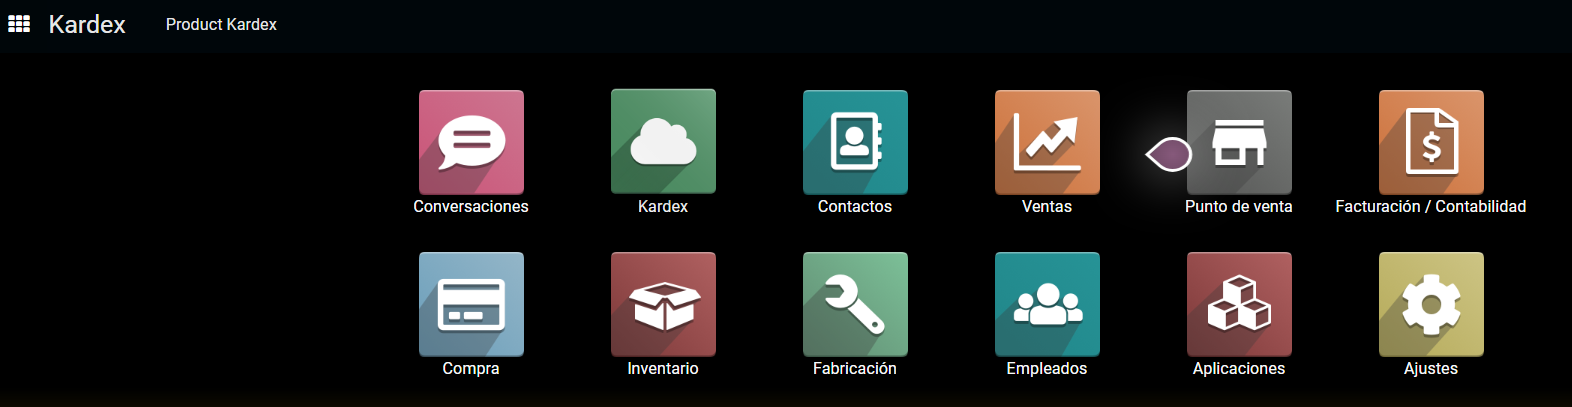 Kardex Product Kardex
Conversaciones Kardex Contactos Ventas Punto de venta Facturación / Contabilidad
Compra Inventario Fabricación Empleados Aplicaciones Ajustes